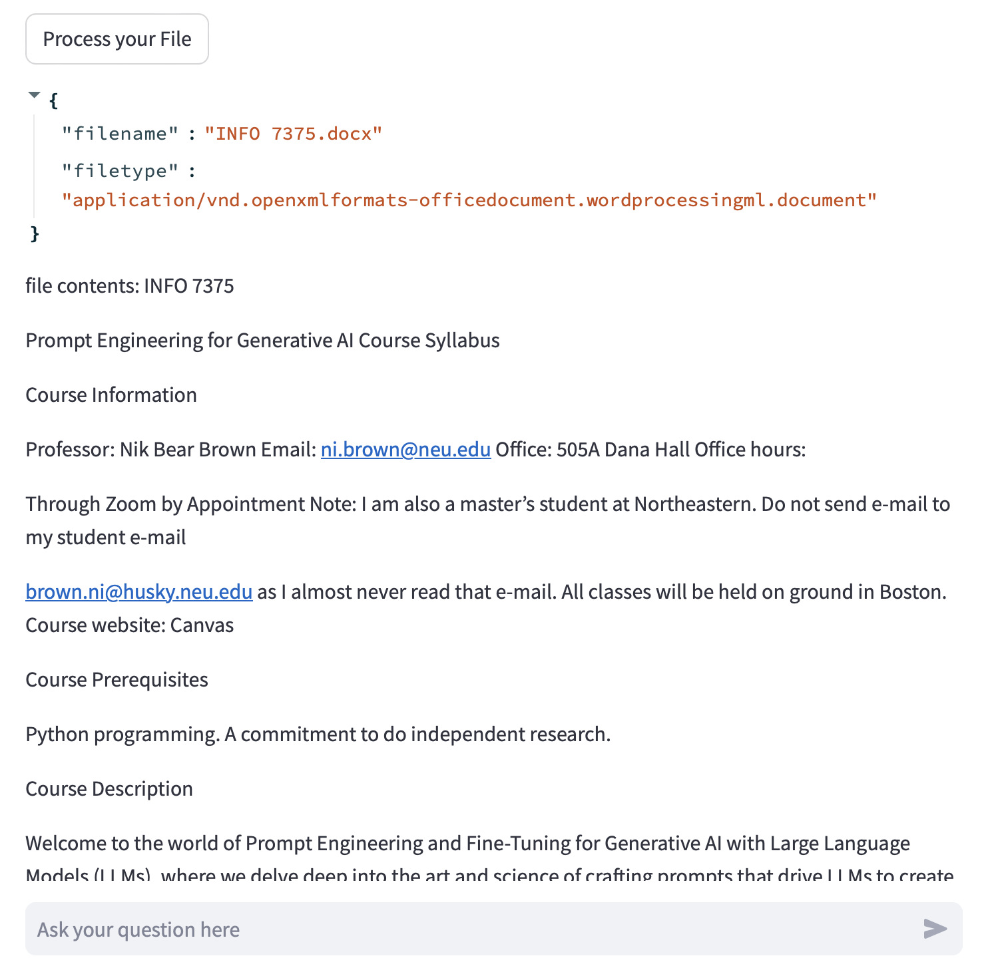 Process your File
{
"filename" : "INFO 7375.docx"
"filetype" :
"application/vnd.openxmlformats-officedocument.wordprocessingml.document"
}
file contents: INFO 7375
Prompt Engineering for Generative AI Course Syllabus
Course Information
Professor: Nik Bear Brown Email: ni.brown@neu.edu Office: 505A Dana Hall Office hours:
Through Zoom by Appointment Note: I am also a master’s student at Northeastern. Do not send e-mail to
my student e-mail
brown.ni@husky.neu.edu as I almost never read that e-mail. All classes will be held on ground in Boston.
Course website: Canvas
Course Prerequisites
Python programming. A commitment to do independent research.
Course Description
Welcome to the world of Prompt Engineering and Fine-Tuning for Generative AI with Large Language
Models (LLMs), where we delve deep into the art and science of crafting prompts that drive LLMs to create
Ask your question here